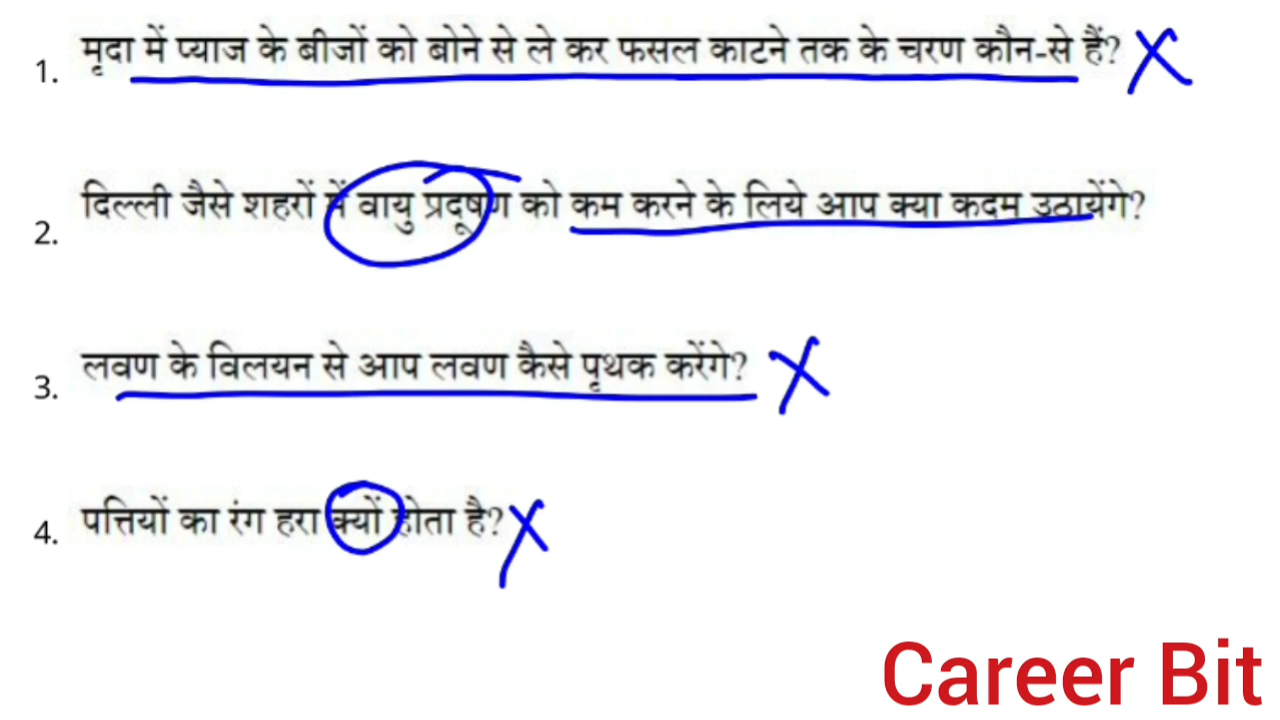 1. मृदा में प्याज के बीजों को बोने से ले कर फसल काटने तक के चरण कौन-से हैं?
2. दिल्ली जैसे शहरों में वायु प्रदूषण को कम करने के लिये आप क्या कदम उठायेंगे?
3. लवण के विलयन से आप लवण कैसे पृथक करेंगे?
4. पत्तियों का रंग हरा क्यों होता है?
Career Bit